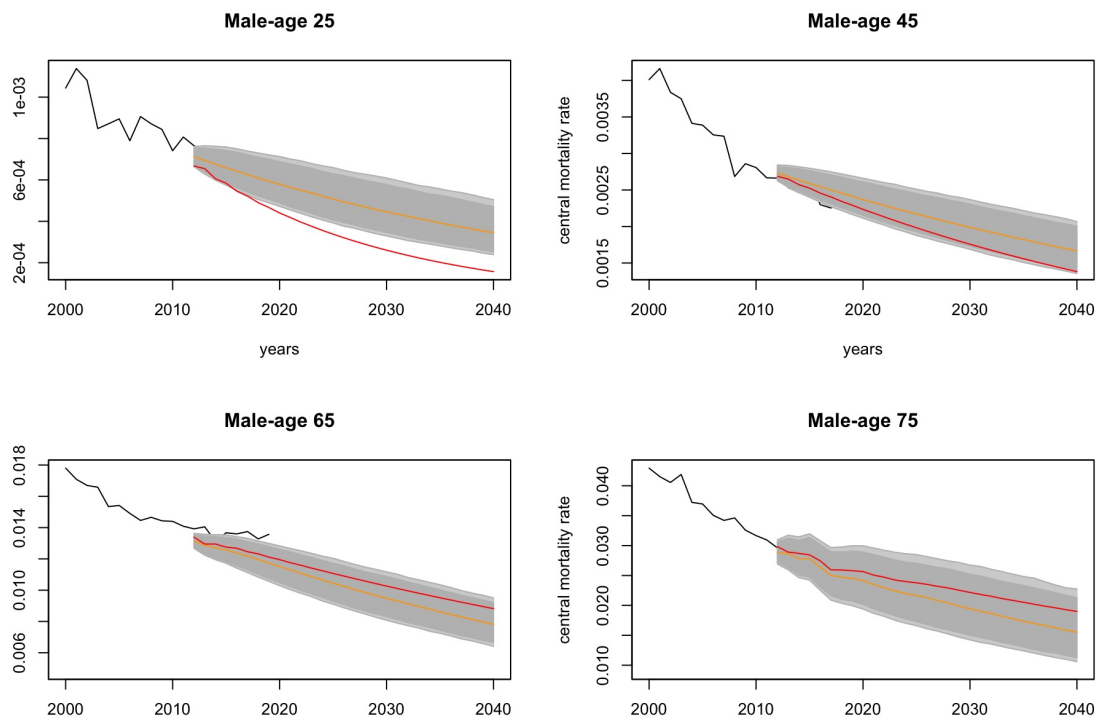 Male-age 25
1e-03
6e-04
2e-04
2000 2010 2020 2030 2040
years
Male-age 45
central mortality rate
0.0035
0.0025
0.0015
2000 2010 2020 2030 2040
years
Male-age 65
0.018
0.014
0.010
0.006
2000 2010 2020 2030 2040
Male-age 75
central mortality rate
0.040
0.030
0.020
0.010
2000 2010 2020 2030 2040